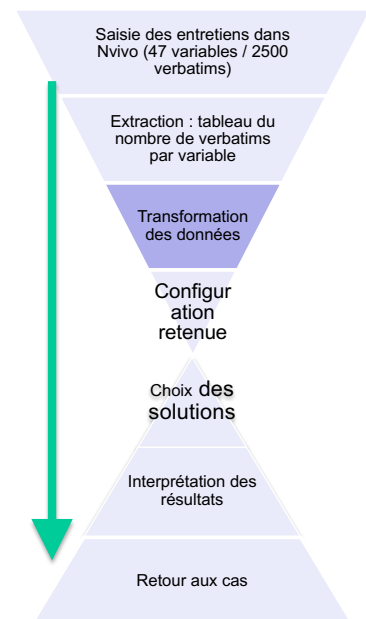 Saisie des entretiens dans
Nvivo (47 variables / 2500
verbatims)
Extraction : tableau du
nombre de verbatims
par variable
Transformation
des données
Configur
ation
retenue
Choix des
solutions
Interprétation des
résultats
Retour aux cas